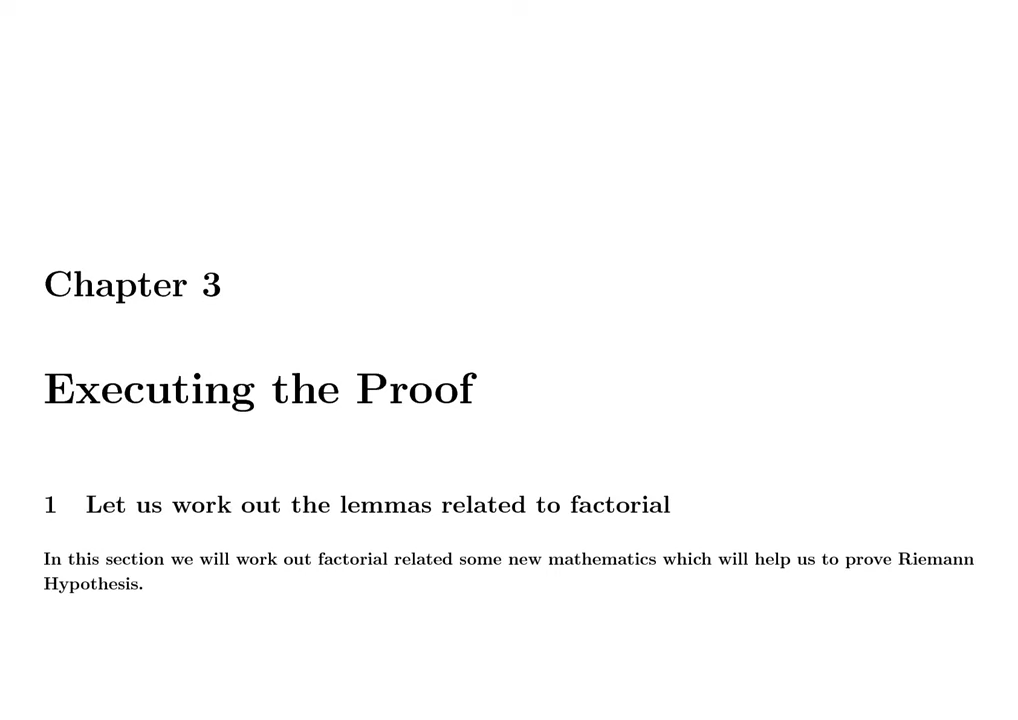 Chapter 3
Executing the Proof
1 Let us work out the lemmas related to factorial
In this section we will work out factorial related some new mathematics which will help us to prove Riemann
Hypothesis.